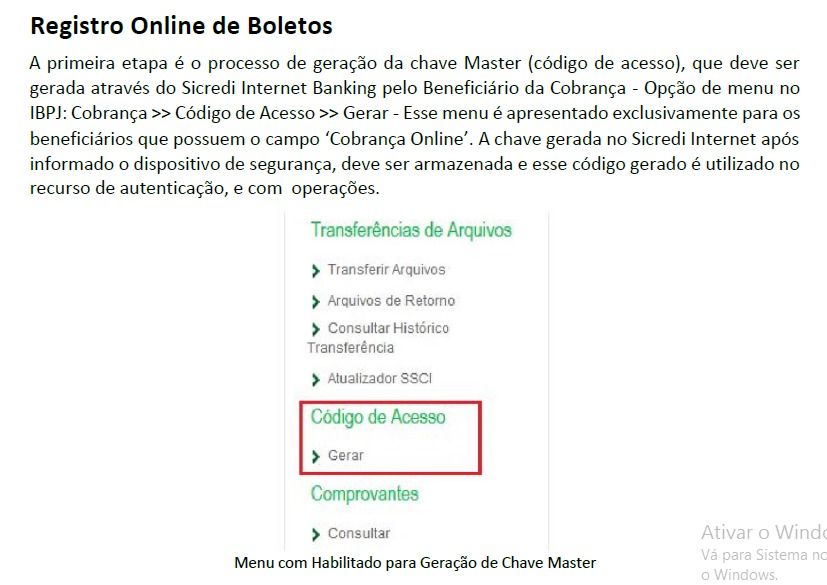 Registro Online de Boletos
A primeira etapa é o processo de geração da chave Master (código de acesso), que deve ser
gerada através do Sicredi Internet Banking pelo Beneficiário da Cobrança - Opção de menu no
IBPJ: Cobrança >> Código de Acesso >> Gerar - Esse menu é apresentado exclusivamente para os
beneficiários que possuem o campo ‘Cobrança Online’. A chave gerada no Sicredi Internet após
informado o dispositivo de segurança, deve ser armazenada e esse código gerado é utilizado no
recurso de autenticação, e com  operações.
Transferências de Arquivos
Transferir Arquivos
Arquivos de Retorno
Consultar Histórico
Transferência
Atualizador SSCI
Código de Acesso
Gerar
Comprovantes
Consultar
Menu com Habilitado para Geração de Chave Master
Ativar o Windo
Vá para Sistema no
o Windows.